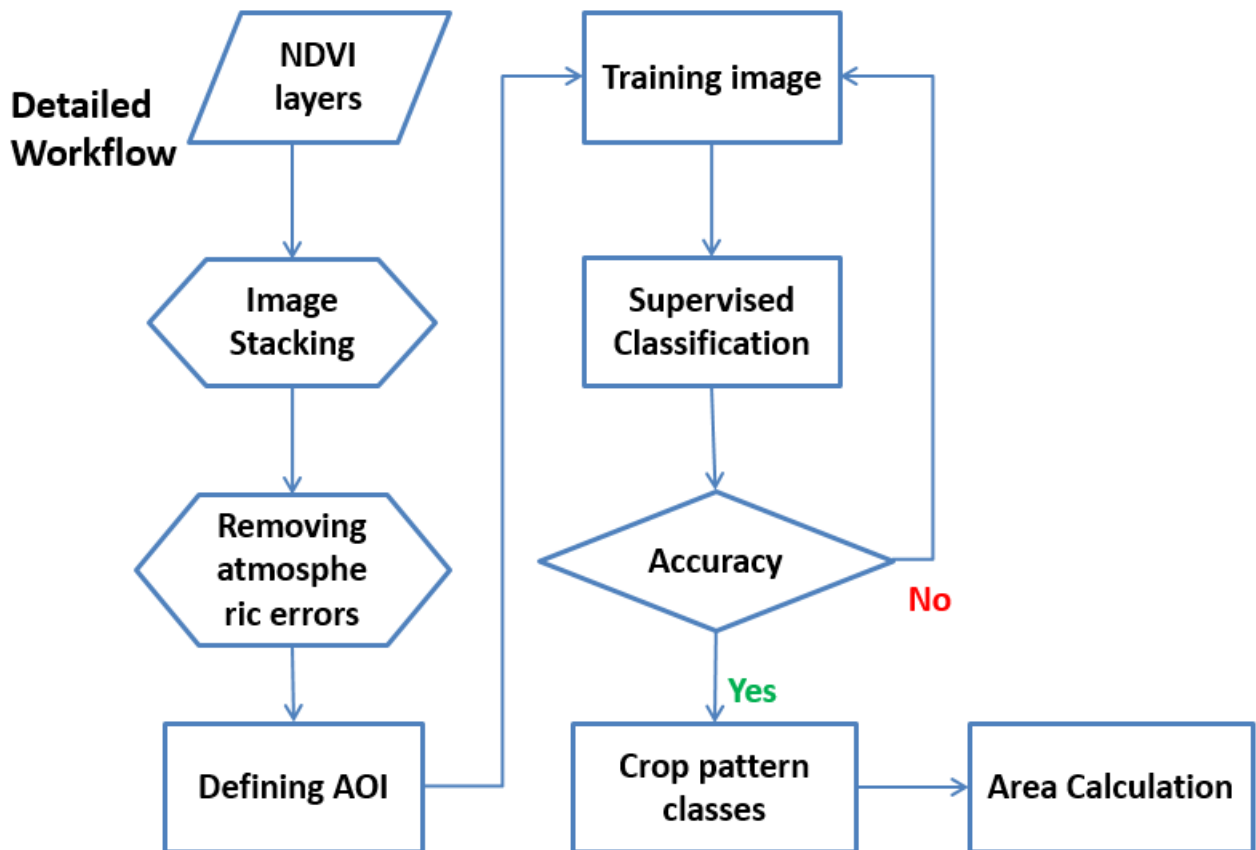 Detailed
Workflow
NDVI
layers
Image
Stacking
Removing
atmosphe
ric errors
Defining AOI
Training image
Supervised
Classification
Accuracy
No
Yes
Crop pattern
classes
Area Calculation